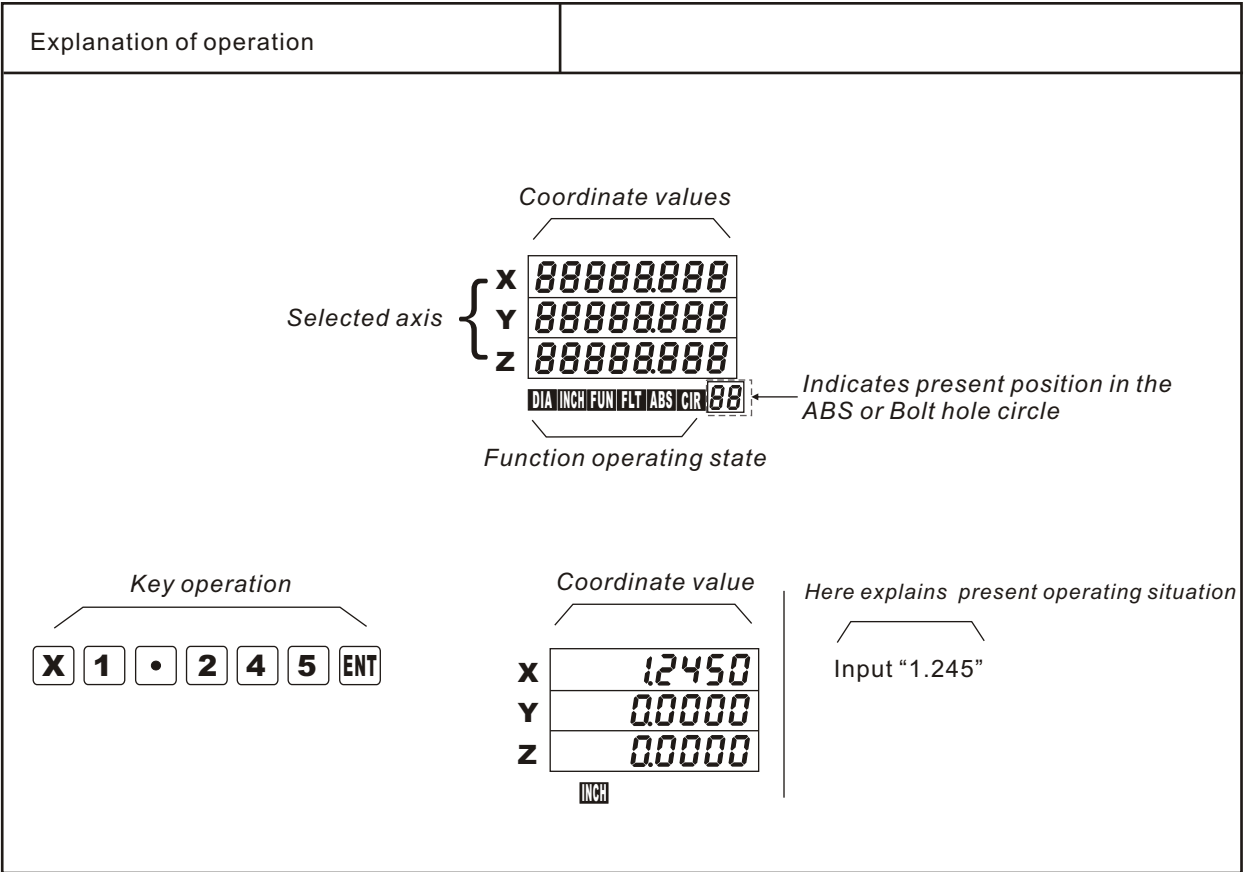 Explanation of operation
Coordinate values
Selected axis
X 88888.888
Y 88888.888
Z 88888.888
DIA INCH FUN FLT ABS CIR 88
Indicates present position in the
ABS or Bolt hole circle
Function operating state
Key operation
X 1 • 2 4 5 ENT
Coordinate value
X 1.2450
Y 0.0000
Z 0.0000
INCH
Here explains present operating situation
Input “1.245”